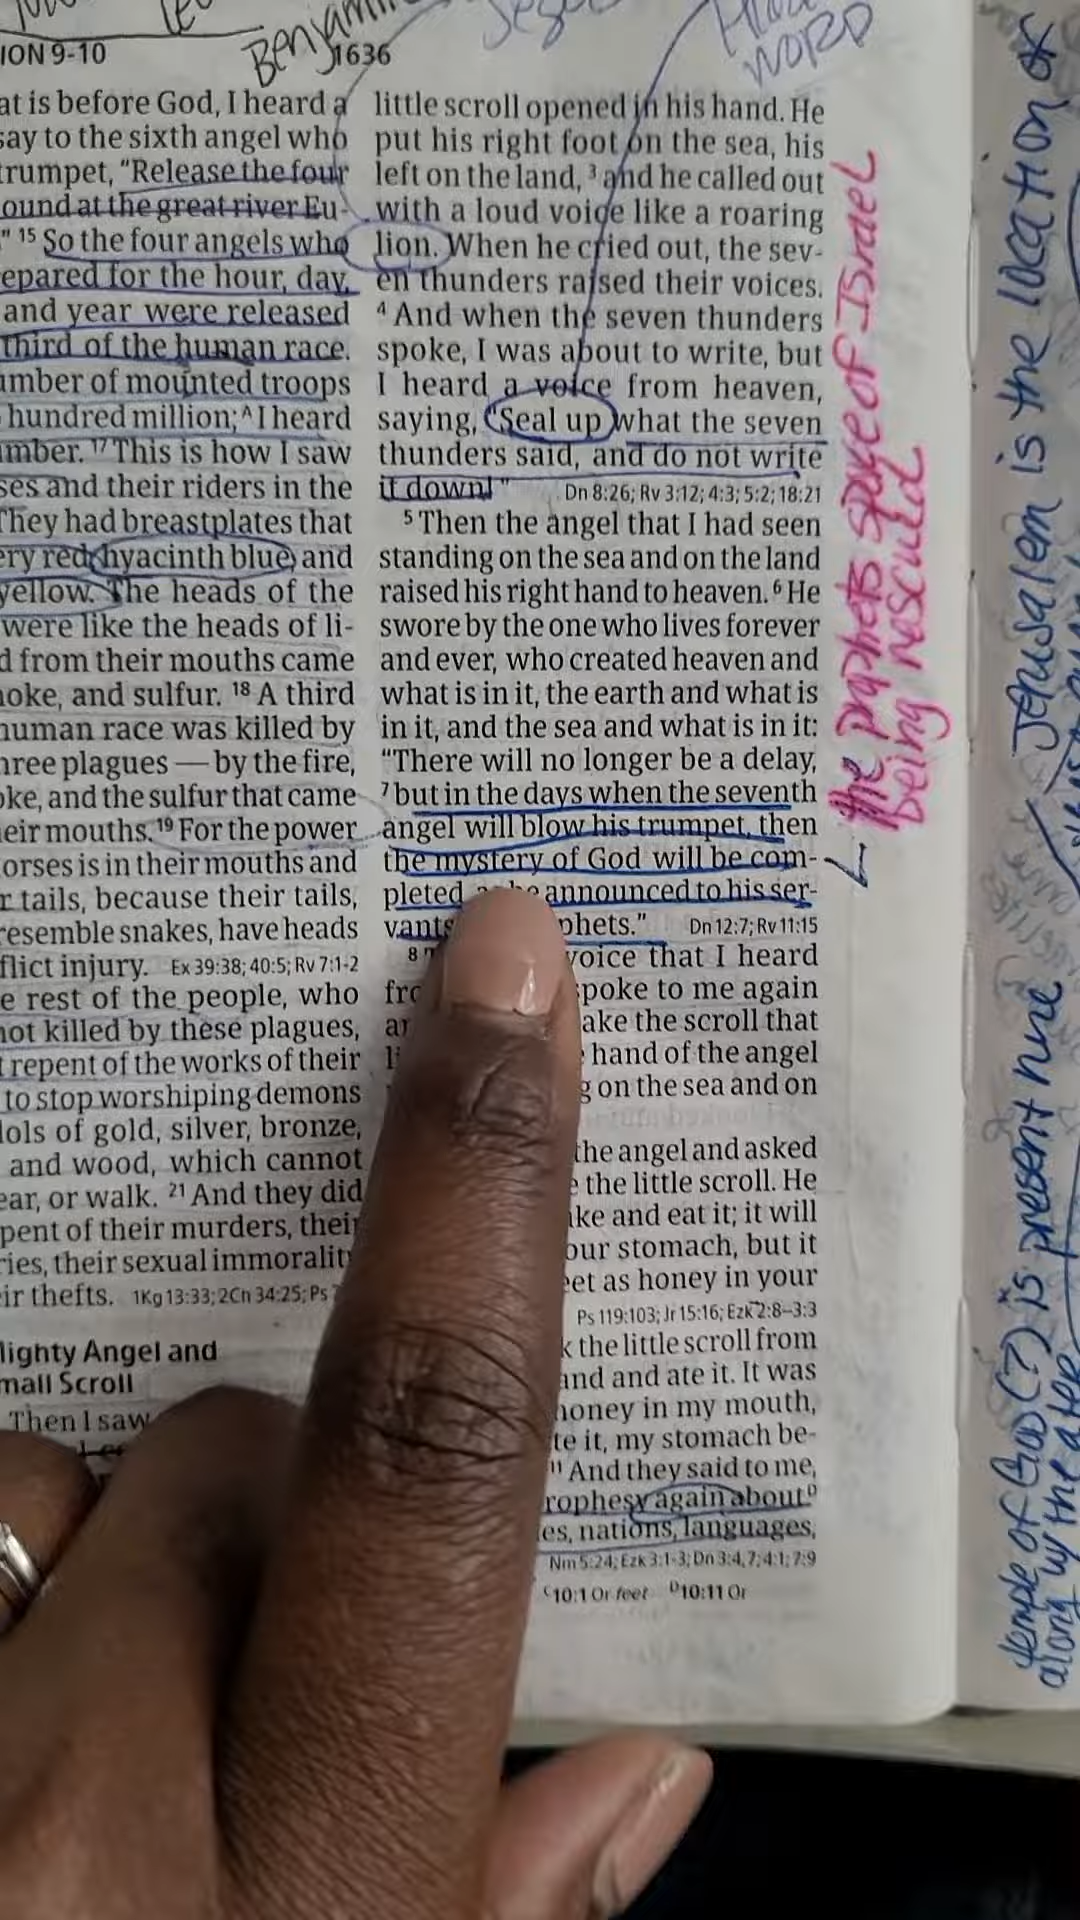 ION 9-10
Benjamin
1636
WORD
at is before God, I heard a
say to the sixth angel who
trumpet, “Release the four
ound at the great river Eu-
” 15 So the four angels who
epared for the hour, day,
and year were released
third of the human race.
umber of mounted troops
hundred million;A I heard
umber. 17 This is how I saw
ses and their riders in the
They had breastplates that
ery red, hyacinth blue, and
yellow. The heads of the
were like the heads of li-
d from their mouths came
oke, and sulfur. 18 A third
human race was killed by
hree plagues — by the fire,
oke, and the sulfur that came
eir mouths. 19 For the power
orses is in their mouths and
r tails, because their tails,
resemble snakes, have heads
flict injury. Ex 39:38; 40:5; Rv 7:1-2
e rest of the people, who
not killed by these plagues,
t repent of the works of their
to stop worshiping demons
dols of gold, silver, bronze,
and wood, which cannot
ear, or walk. 21 And they did
pent of their murders, their
ries, their sexual immorality
eir thefts. 1Kg 13:33; 2Ch 34:25; Ps
Mighty Angel and
mall Scroll
Then I saw
little scroll opened in his hand. He
put his right foot on the sea, his
left on the land, 3 and he called out
with a loud voice like a roaring
lion. When he cried out, the sev-
en thunders raised their voices.
4 And when the seven thunders
spoke, I was about to write, but
I heard a voice from heaven,
saying, “Seal up what the seven
thunders said, and do not write
it down!” Dn 8:26; Rv 3:12; 4:3; 5:2; 18:21
5 Then the angel that I had seen
standing on the sea and on the land
raised his right hand to heaven. 6 He
swore by the one who lives forever
and ever, who created heaven and
what is in it, the earth and what is
in it, and the sea and what is in it:
“There will no longer be a delay,
7 but in the days when the seventh
angel will blow his trumpet, then
the mystery of God will be com-
pleted announced to his ser-
vants phets.” Dn 12:7; Rv 11:15
8 voice that I heard
spoke to me again
ake the scroll that
hand of the angel
g on the sea and on
the angel and asked
e the little scroll. He
ake and eat it; it will
our stomach, but it
eet as honey in your
Ps 119:103; Jr 15:16; Ezk 2:8–3:3
k the little scroll from
and and ate it. It was
honey in my mouth,
te it, my stomach be-
11 And they said to me,
rophesy again aboutD
es, nations, languages,
Nm 5:24; Ezk 3:1-3; Dn 3:4,7; 4:1; 7:9
C10:1 Or feet D10:11 Or
the prophets spoke of Israel
being rescued
Jerusalem is the location of
temple of God (?) is present here
along w/ the alter